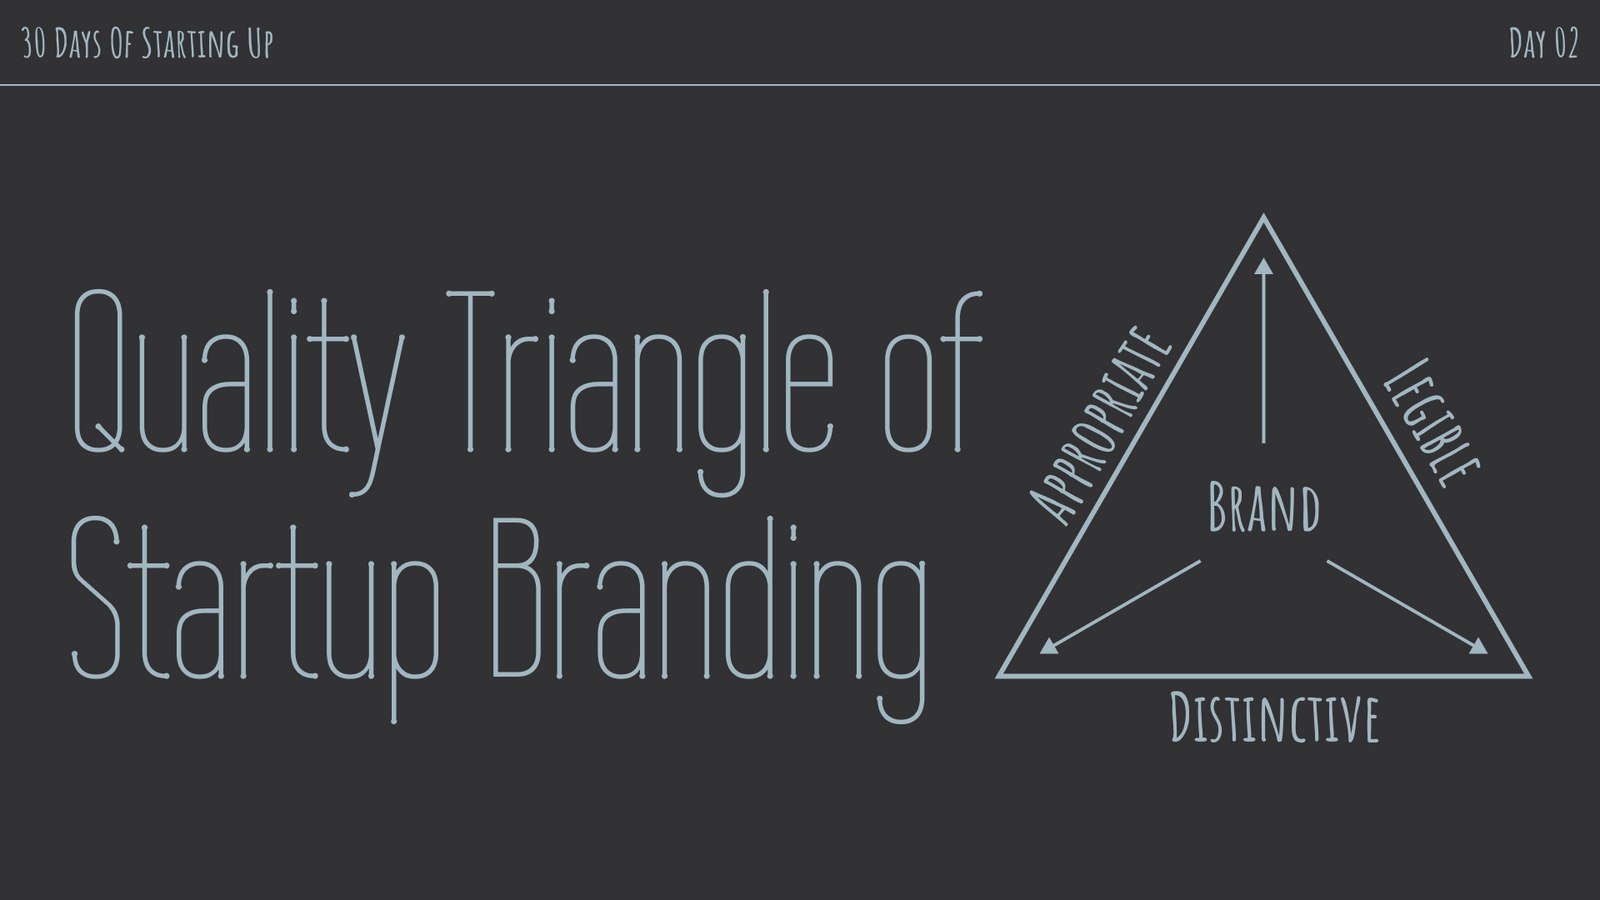 30 Days Of Starting Up
Day 02
Quality Triangle of
Startup Branding
Appropriate
Legible
Brand
Distinctive